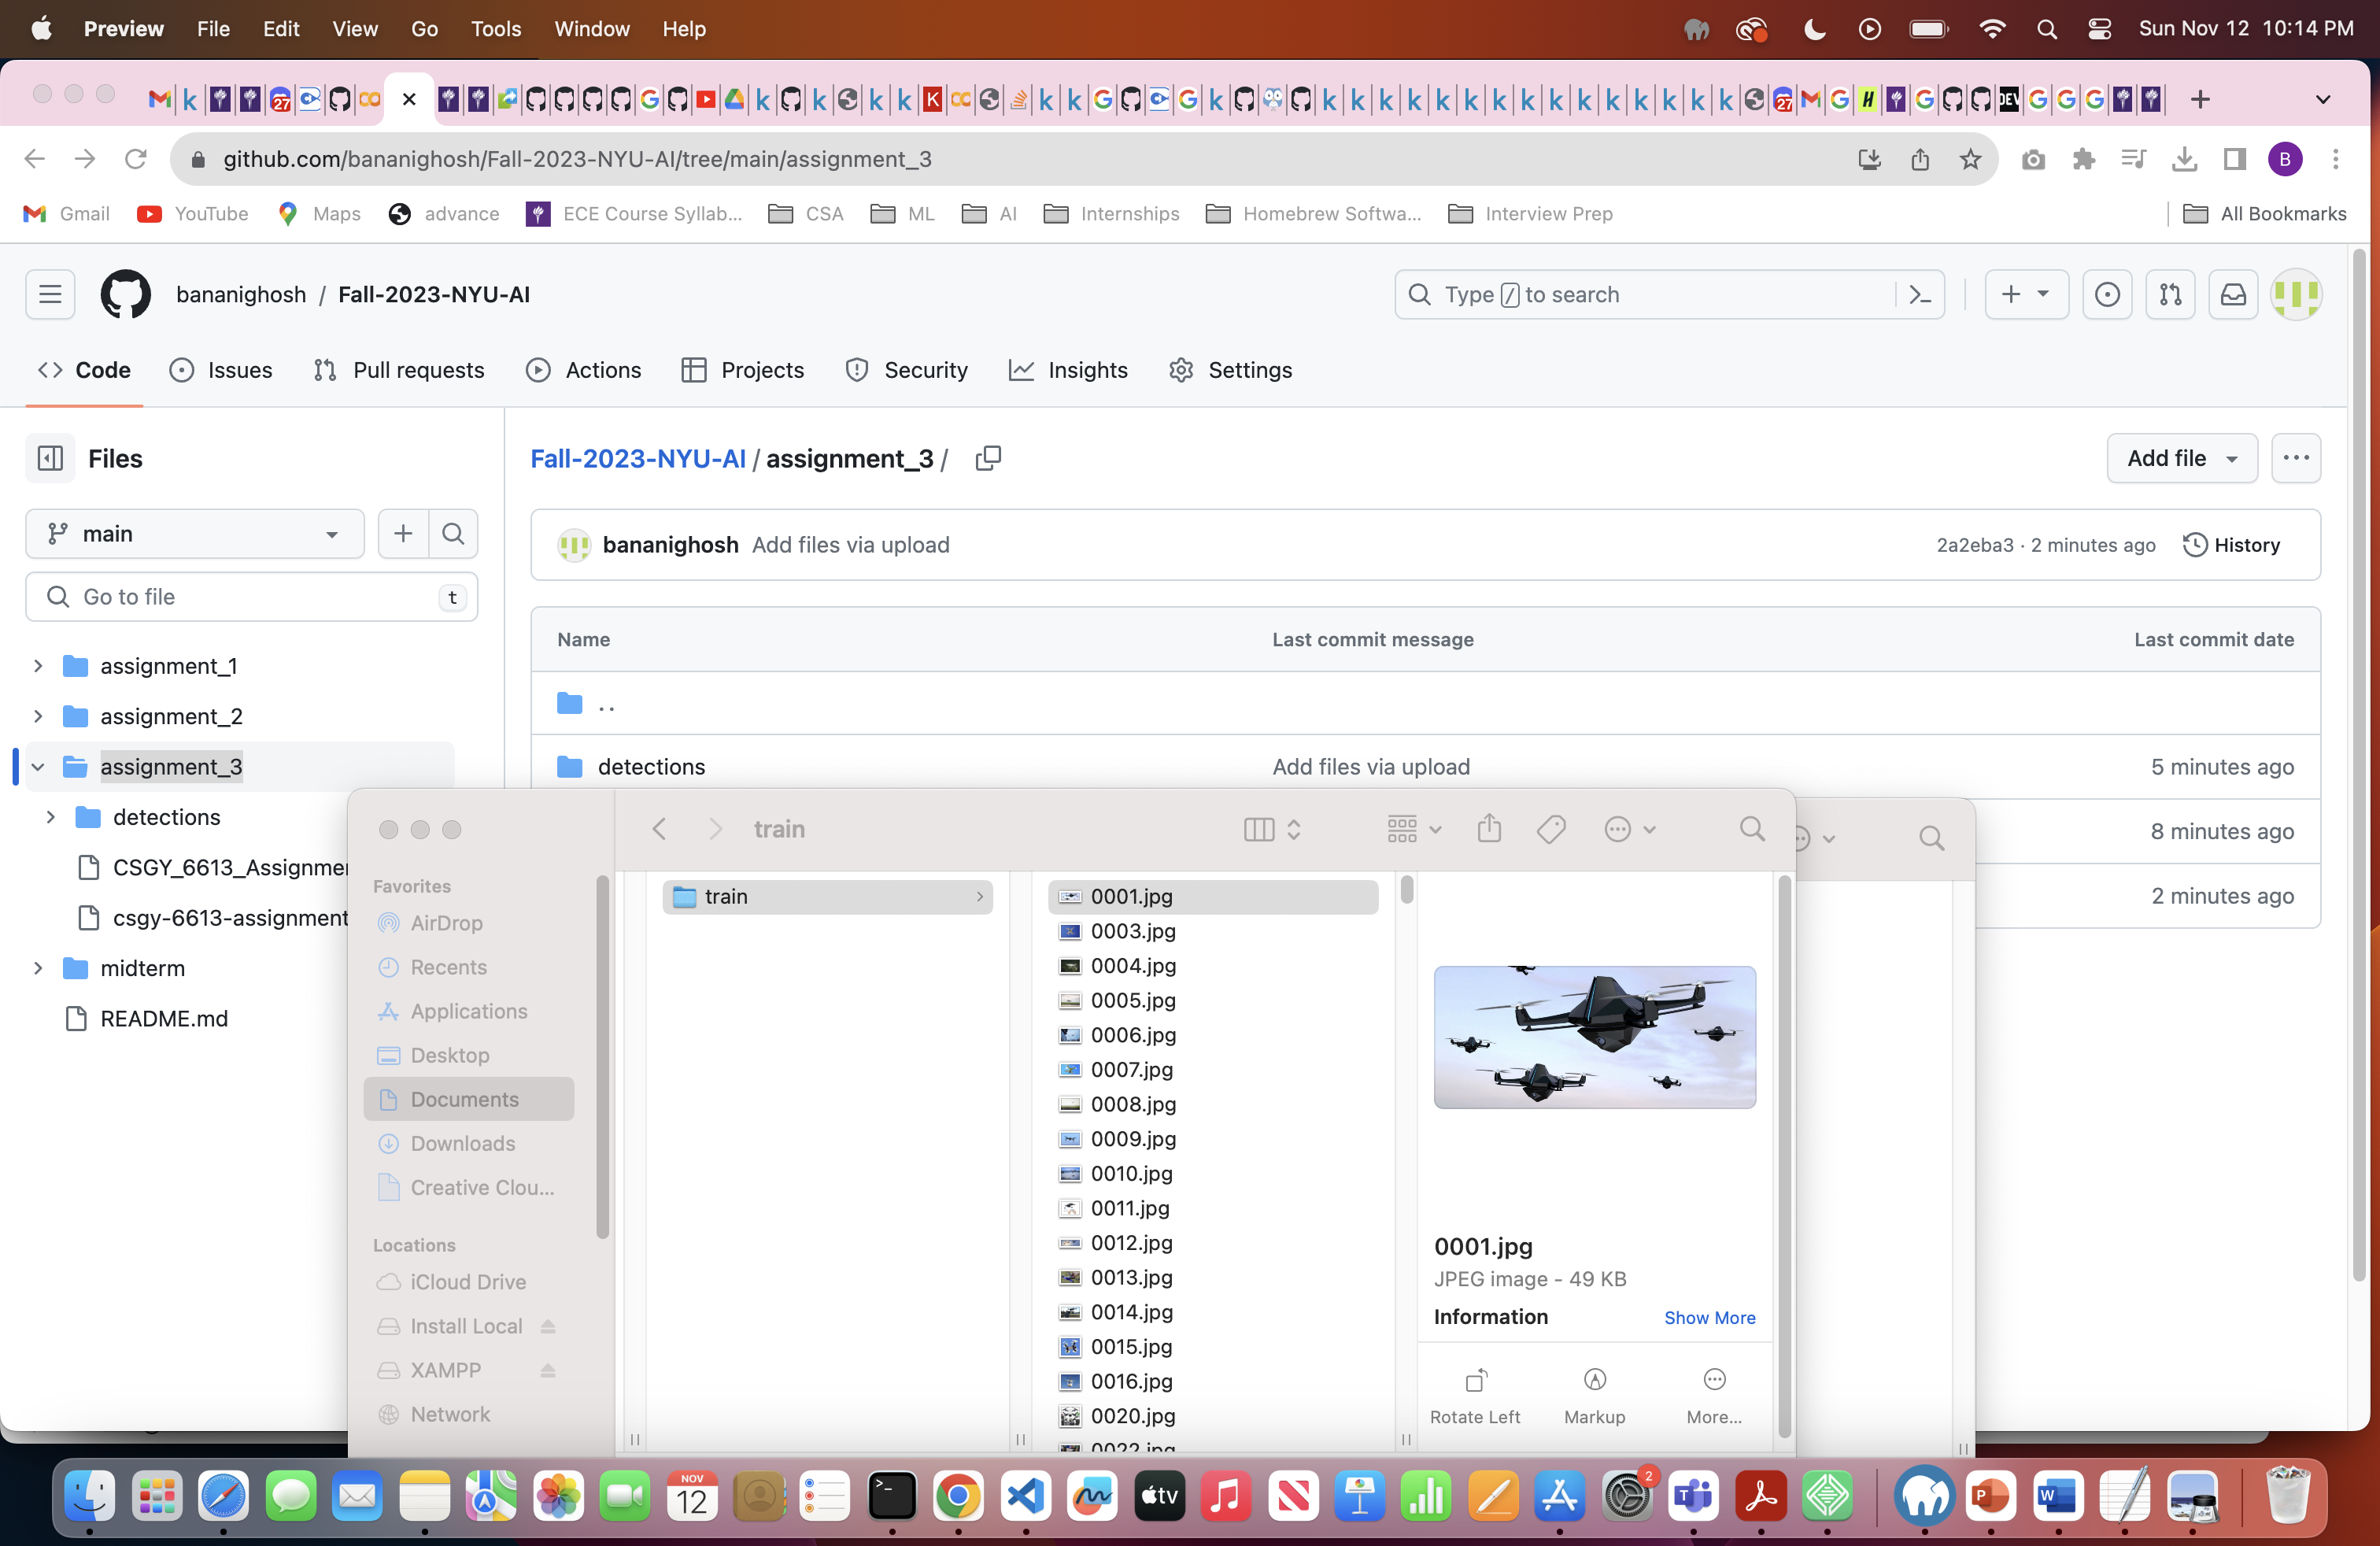 Preview File Edit View Go Tools Window Help Sun Nov 12 10:14 PM
github.com/bananighosh/Fall-2023-NYU-AI/tree/main/assignment_3 B
Gmail YouTube Maps advance ECE Course Syllab... CSA ML AI Internships Homebrew Softwa... Interview Prep All Bookmarks
bananighosh / Fall-2023-NYU-AI Type / to search
Code Issues Pull requests Actions Projects Security Insights Settings
Files
main
Go to file t
assignment_1
assignment_2
assignment_3
detections
CSGY_6613_Assignmen
csgy-6613-assignment
midterm
README.md
Fall-2023-NYU-AI / assignment_3 / Add file
bananighosh Add files via upload 2a2eba3 · 2 minutes ago History
Name Last commit message Last commit date
..
detections Add files via upload 5 minutes ago
8 minutes ago
2 minutes ago
train
Favorites
AirDrop
Recents
Applications
Desktop
Documents
Downloads
Creative Clou...
Locations
iCloud Drive
Install Local
XAMPP
Network
train
0001.jpg
0003.jpg
0004.jpg
0005.jpg
0006.jpg
0007.jpg
0008.jpg
0009.jpg
0010.jpg
0011.jpg
0012.jpg
0013.jpg
0014.jpg
0015.jpg
0016.jpg
0020.jpg
0022.jpg
0001.jpg
JPEG image - 49 KB
Information Show More
Rotate Left Markup More...
NOV
12
tv
2